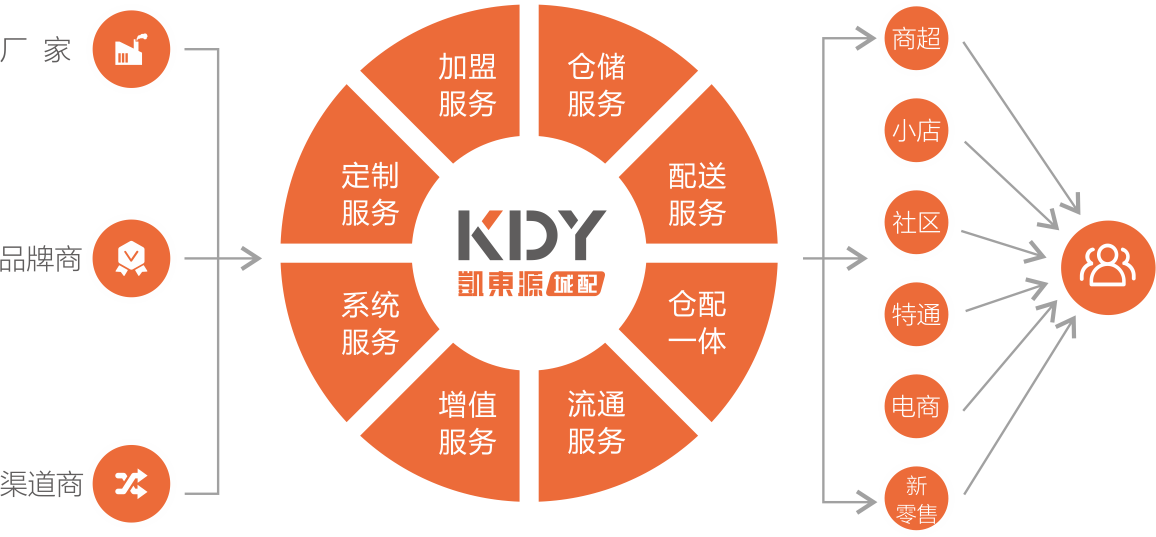 厂 家
品牌商
渠道商
加盟
服务
仓储
服务
定制
服务
配送
服务
KDY
凯東源城配
系统
服务
仓配
一体
增值
服务
流通
服务
商超
小店
社区
特通
电商
新
零售